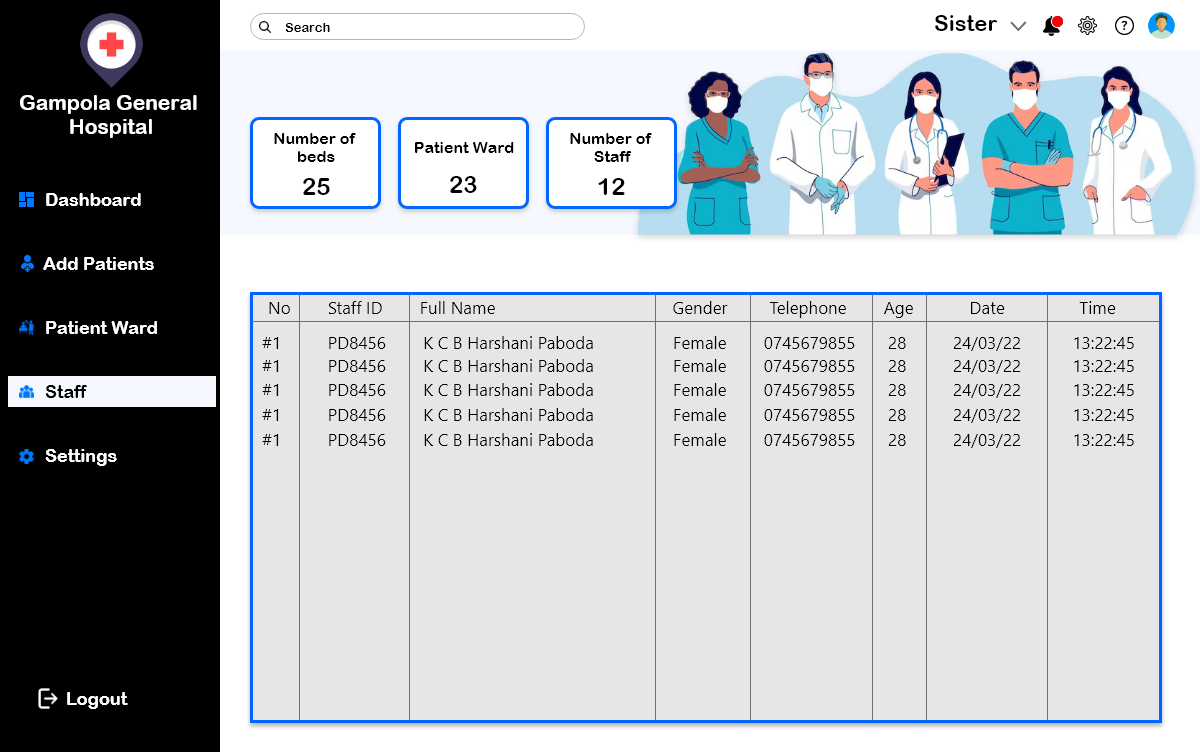 Gampola General
Hospital
Dashboard
Add Patients
Patient Ward
Staff
Settings
Logout
Search
Sister
Number of
beds
25
Patient Ward
23
Number of
Staff
12
No Staff ID Full Name Gender Telephone Age Date Time
#1 PD8456 K C B Harshani Paboda Female 0745679855 28 24/03/22 13:22:45
#1 PD8456 K C B Harshani Paboda Female 0745679855 28 24/03/22 13:22:45
#1 PD8456 K C B Harshani Paboda Female 0745679855 28 24/03/22 13:22:45
#1 PD8456 K C B Harshani Paboda Female 0745679855 28 24/03/22 13:22:45
#1 PD8456 K C B Harshani Paboda Female 0745679855 28 24/03/22 13:22:45